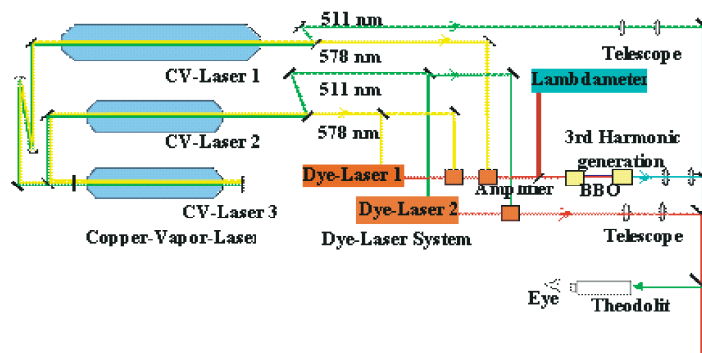 511 nm
Telescope
CV-Laser 1
578 nm
511 nm
Lambdameter
CV-Laser 2
578 nm
3rd Harmonic
generation
Dye-Laser 1
Amplifier
BBO
CV-Laser 3
Dye-Laser 2
Copper-Vapor-Laser
Dye-Laser System
Telescope
Eye
Theodolit